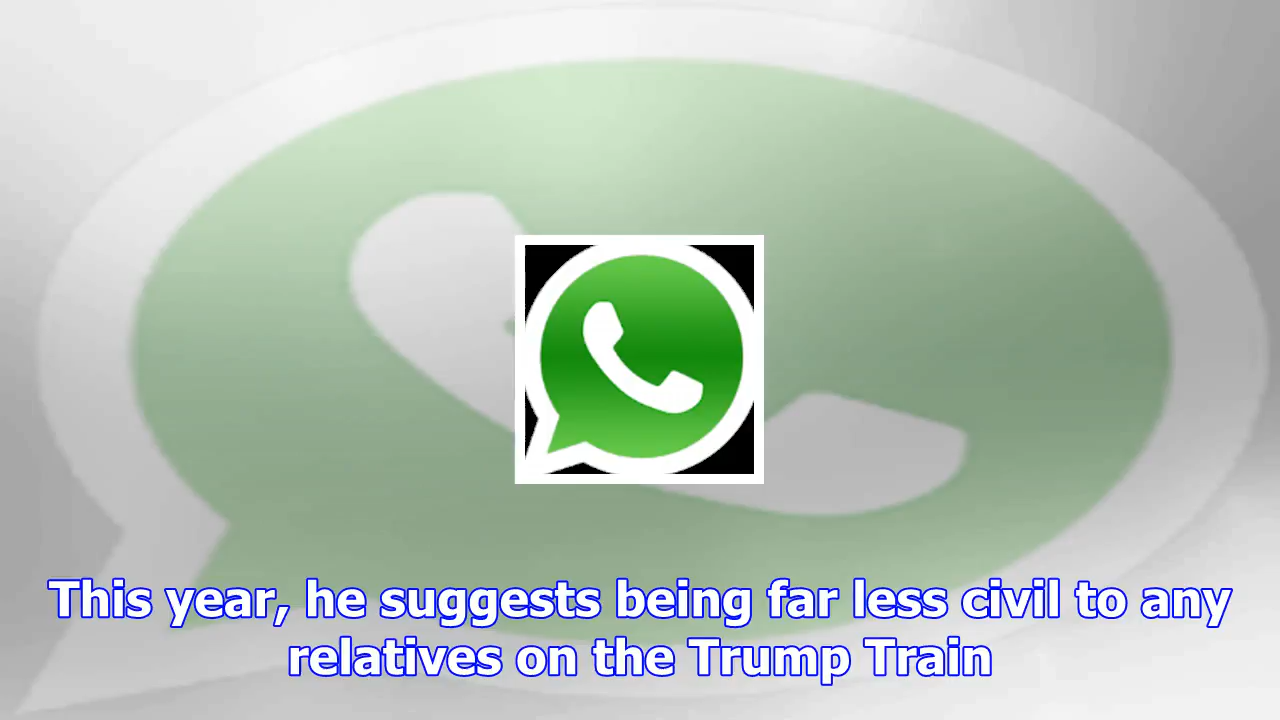 This year, he suggests being far less civil to any
relatives on the Trump Train